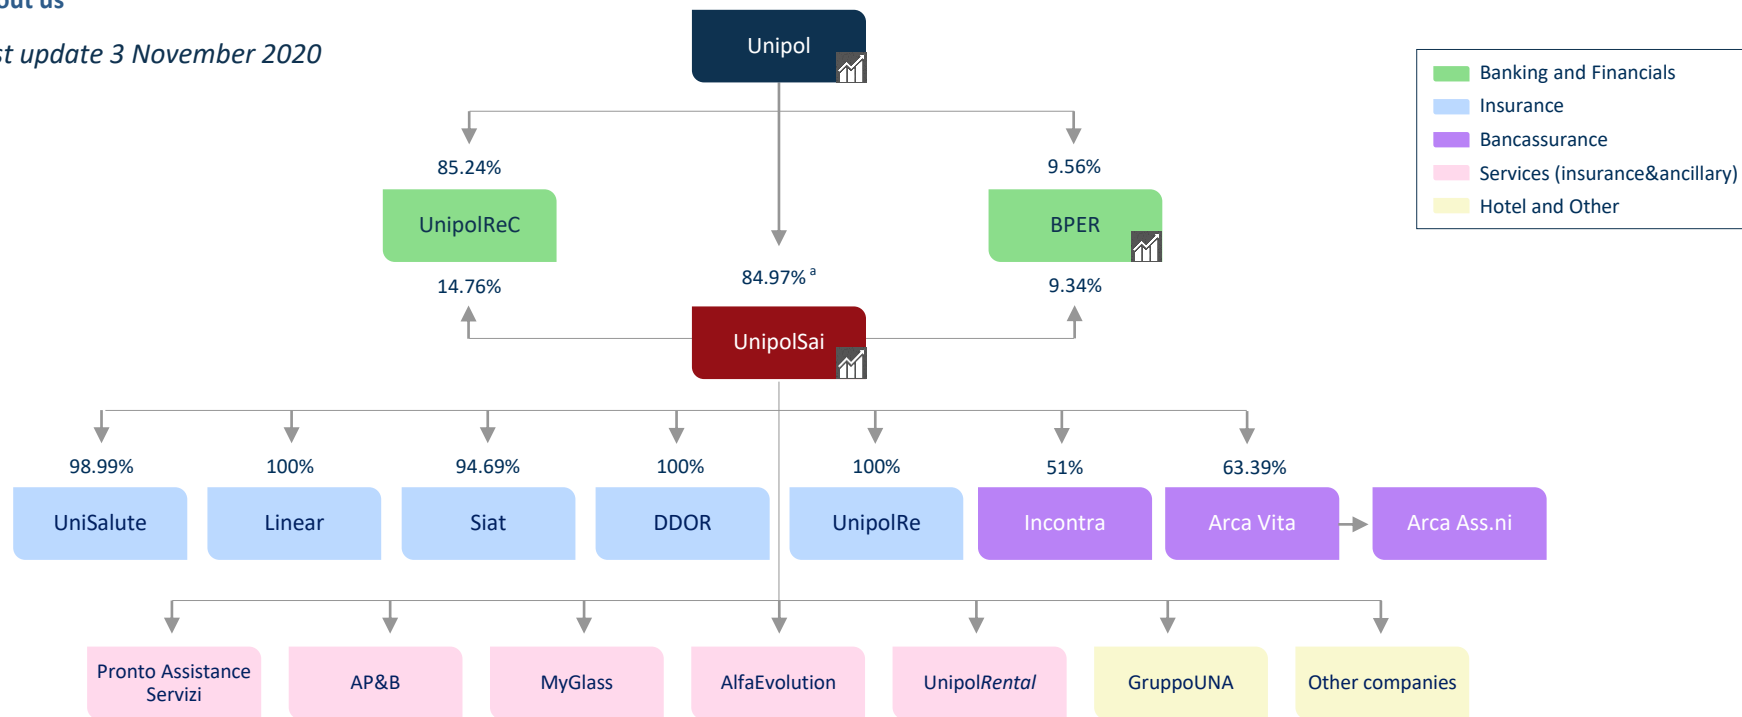 out us
st update 3 November 2020
Unipol
Banking and Financials
Insurance
Bancassurance
Services (insurance&ancillary)
Hotel and Other
85.24%
9.56%
UnipolReC
BPER
84.97% a
14.76%
9.34%
UnipolSai
98.99%
100%
94.69%
100%
100%
51%
63.39%
UniSalute
Linear
Siat
DDOR
UnipolRe
Incontra
Arca Vita
Arca Ass.ni
Pronto Assistance
Servizi
AP&B
MyGlass
AlfaEvolution
UnipolRental
GruppoUNA
Other companies